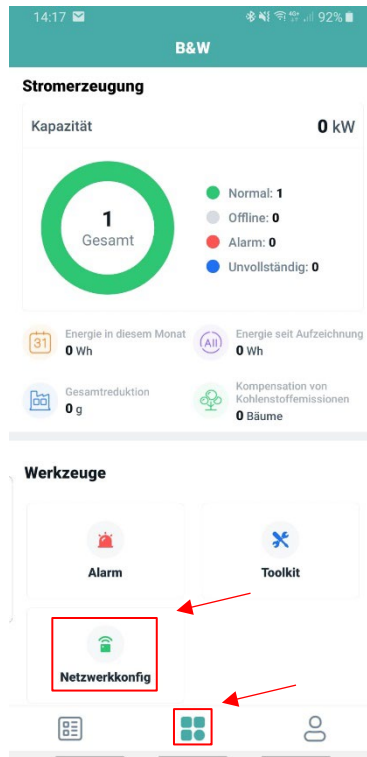 14:17 92%
B&W
Stromerzeugung
Kapazität 0 kW
1
Gesamt
Normal: 1
Offline: 0
Alarm: 0
Unvollständig: 0
31 Energie in diesem Monat
0 Wh
All Energie seit Aufzeichnung
0 Wh
Gesamtreduktion
0 g
Kompensation von
Kohlenstoffemissionen
0 Bäume
Werkzeuge
Alarm
Toolkit
Netzwerkkonfig